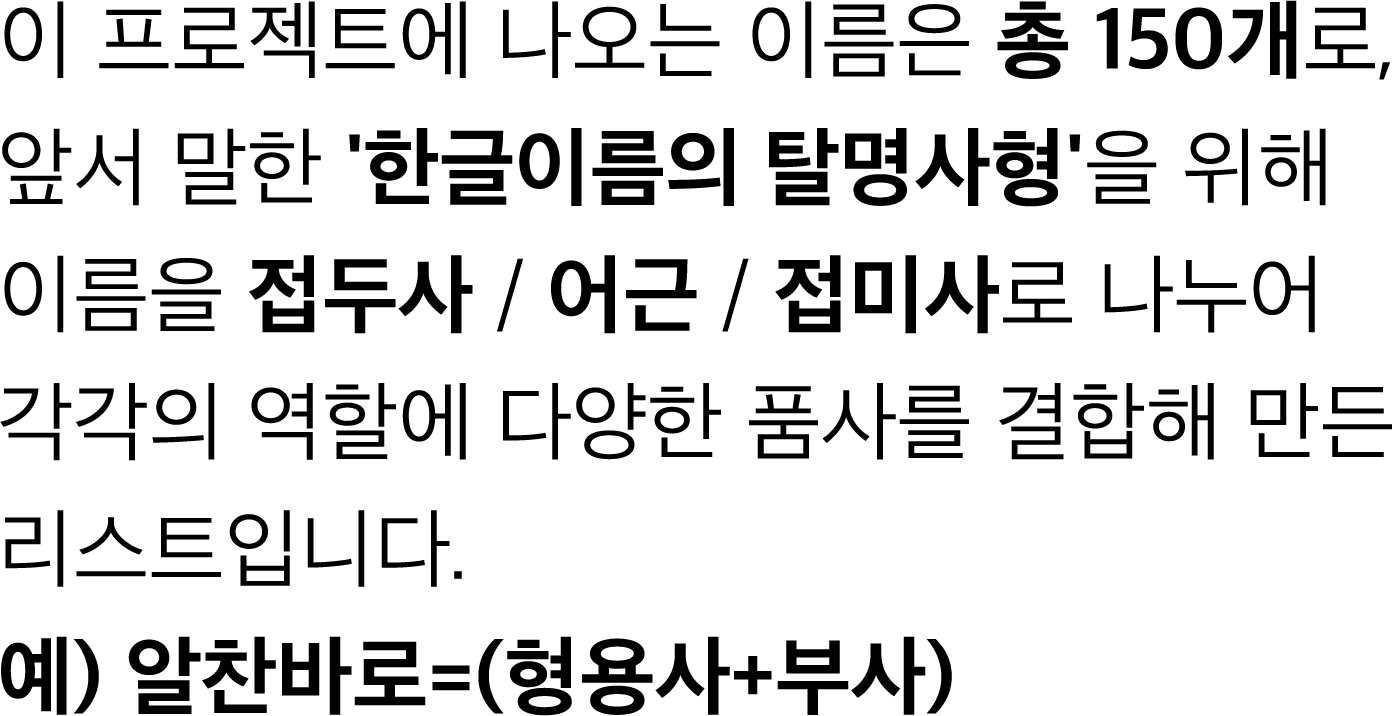 이 프로젝트에 나오는 이름은 총 150개로,
앞서 말한 '한글이름의 탈명사형'을 위해
이름을 접두사 / 어근 / 접미사로 나누어
각각의 역할에 다양한 품사를 결합해 만든
리스트입니다.
예) 알찬바로=(형용사+부사)